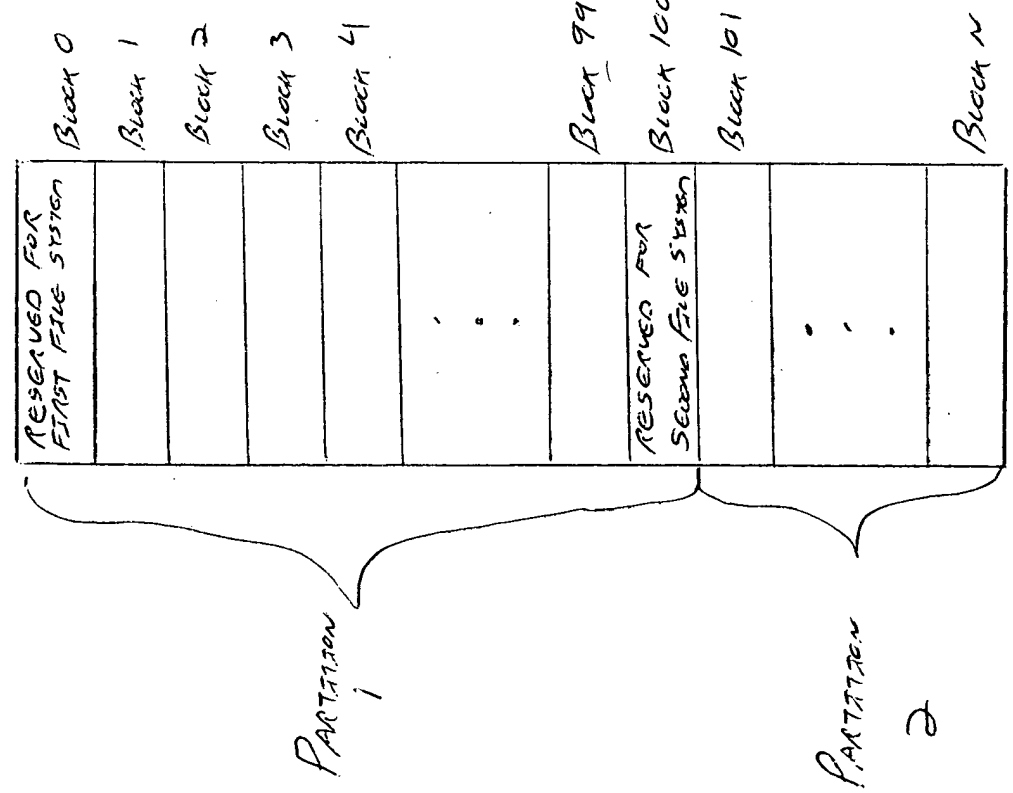 RESERVED FOR
FIRST FILE SYSTEM
BLOCK 0
BLOCK 1
BLOCK 2
BLOCK 3
BLOCK 4
BLOCK 99
RESERVED FOR
SECOND FILE SYSTEM
BLOCK 100
BLOCK 101
BLOCK N
PARTITION
1
PARTITION
2